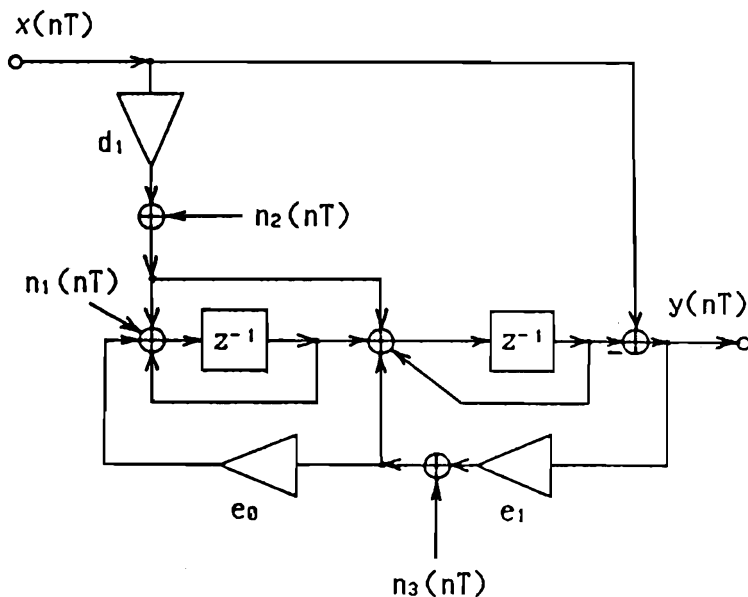 x(nT)
d₁
n₂(nT)
n₁(nT)
z⁻¹
z⁻¹
y(nT)
e₀
e₁
n₃(nT)